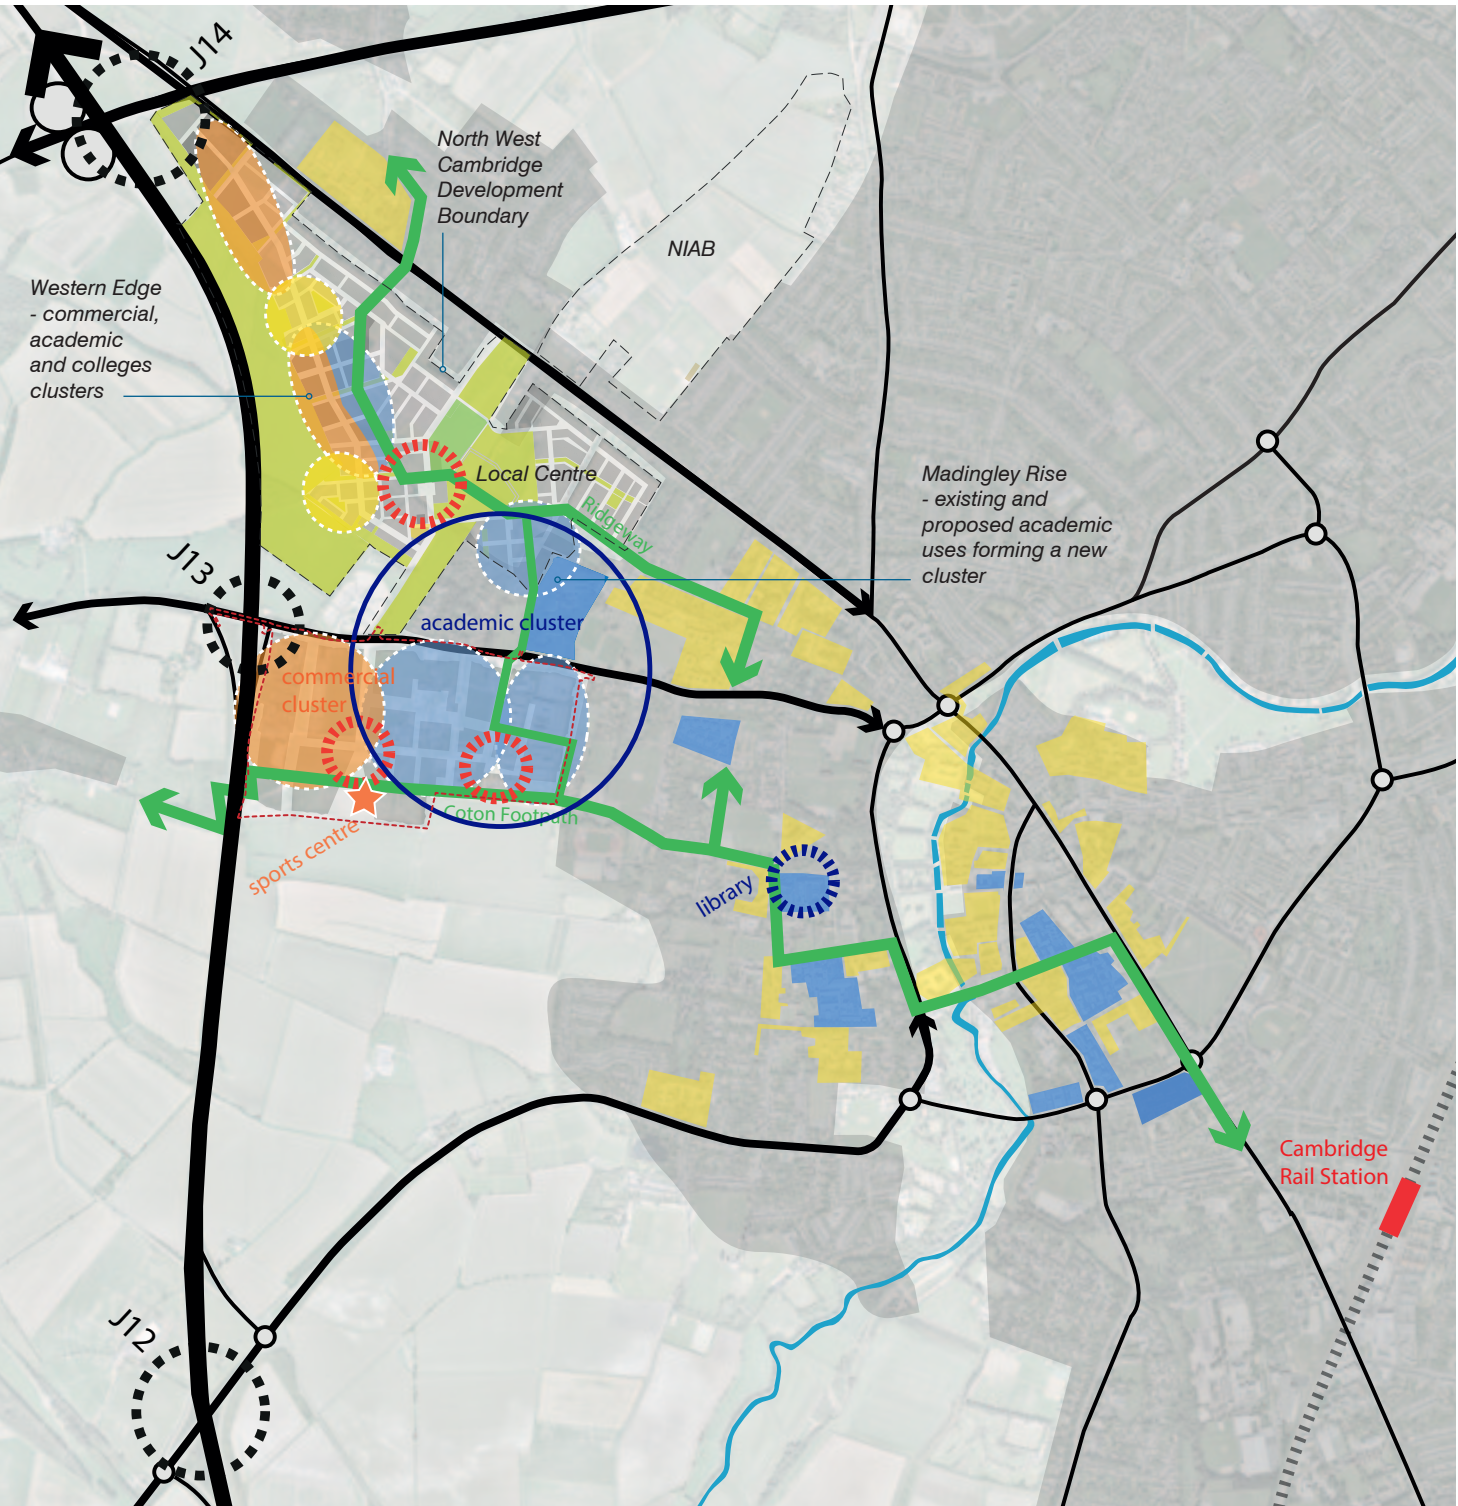 J14
North West
Cambridge
Development
Boundary
NIAB
Western Edge
- commercial,
academic
and colleges
clusters
Local Centre
Ridgeway
Madingley Rise
- existing and
proposed academic
uses forming a new
cluster
J13
academic cluster
commercial
cluster
Coton Footpath
sports centre
library
Cambridge
Rail Station
J12